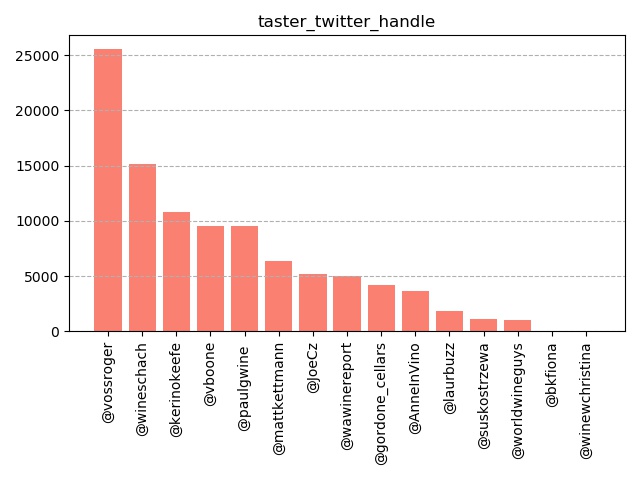 taster_twitter_handle
25000
20000
15000
10000
5000
0
@vossroger
@wineschach
@kerinokeefe
@vboone
@paulgwine
@mattkettmann
@JoeCz
@wawinereport
@gordone_cellars
@AnneInVino
@laurbuzz
@suskostrzewa
@worldwineguys
@bkfiona
@winewchristina